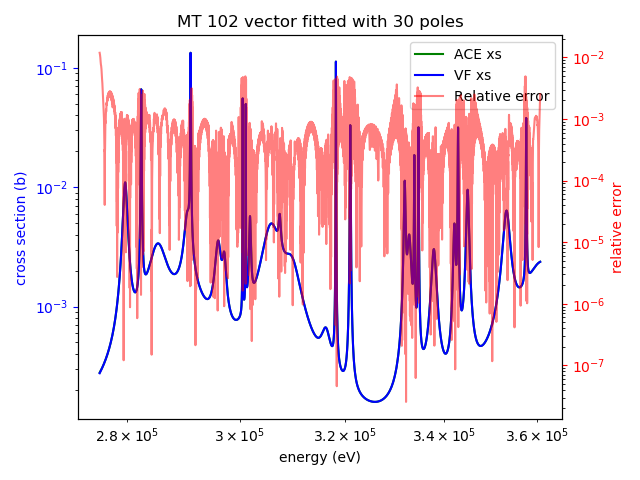 MT 102 vector fitted with 30 poles
ACE xs
VF xs
Relative error
cross section (b)
10⁻¹
10⁻²
10⁻³
relative error
10⁻²
10⁻³
10⁻⁴
10⁻⁵
10⁻⁶
10⁻⁷
2.8 × 10⁵
3 × 10⁵
3.2 × 10⁵
3.4 × 10⁵
3.6 × 10⁵
energy (eV)